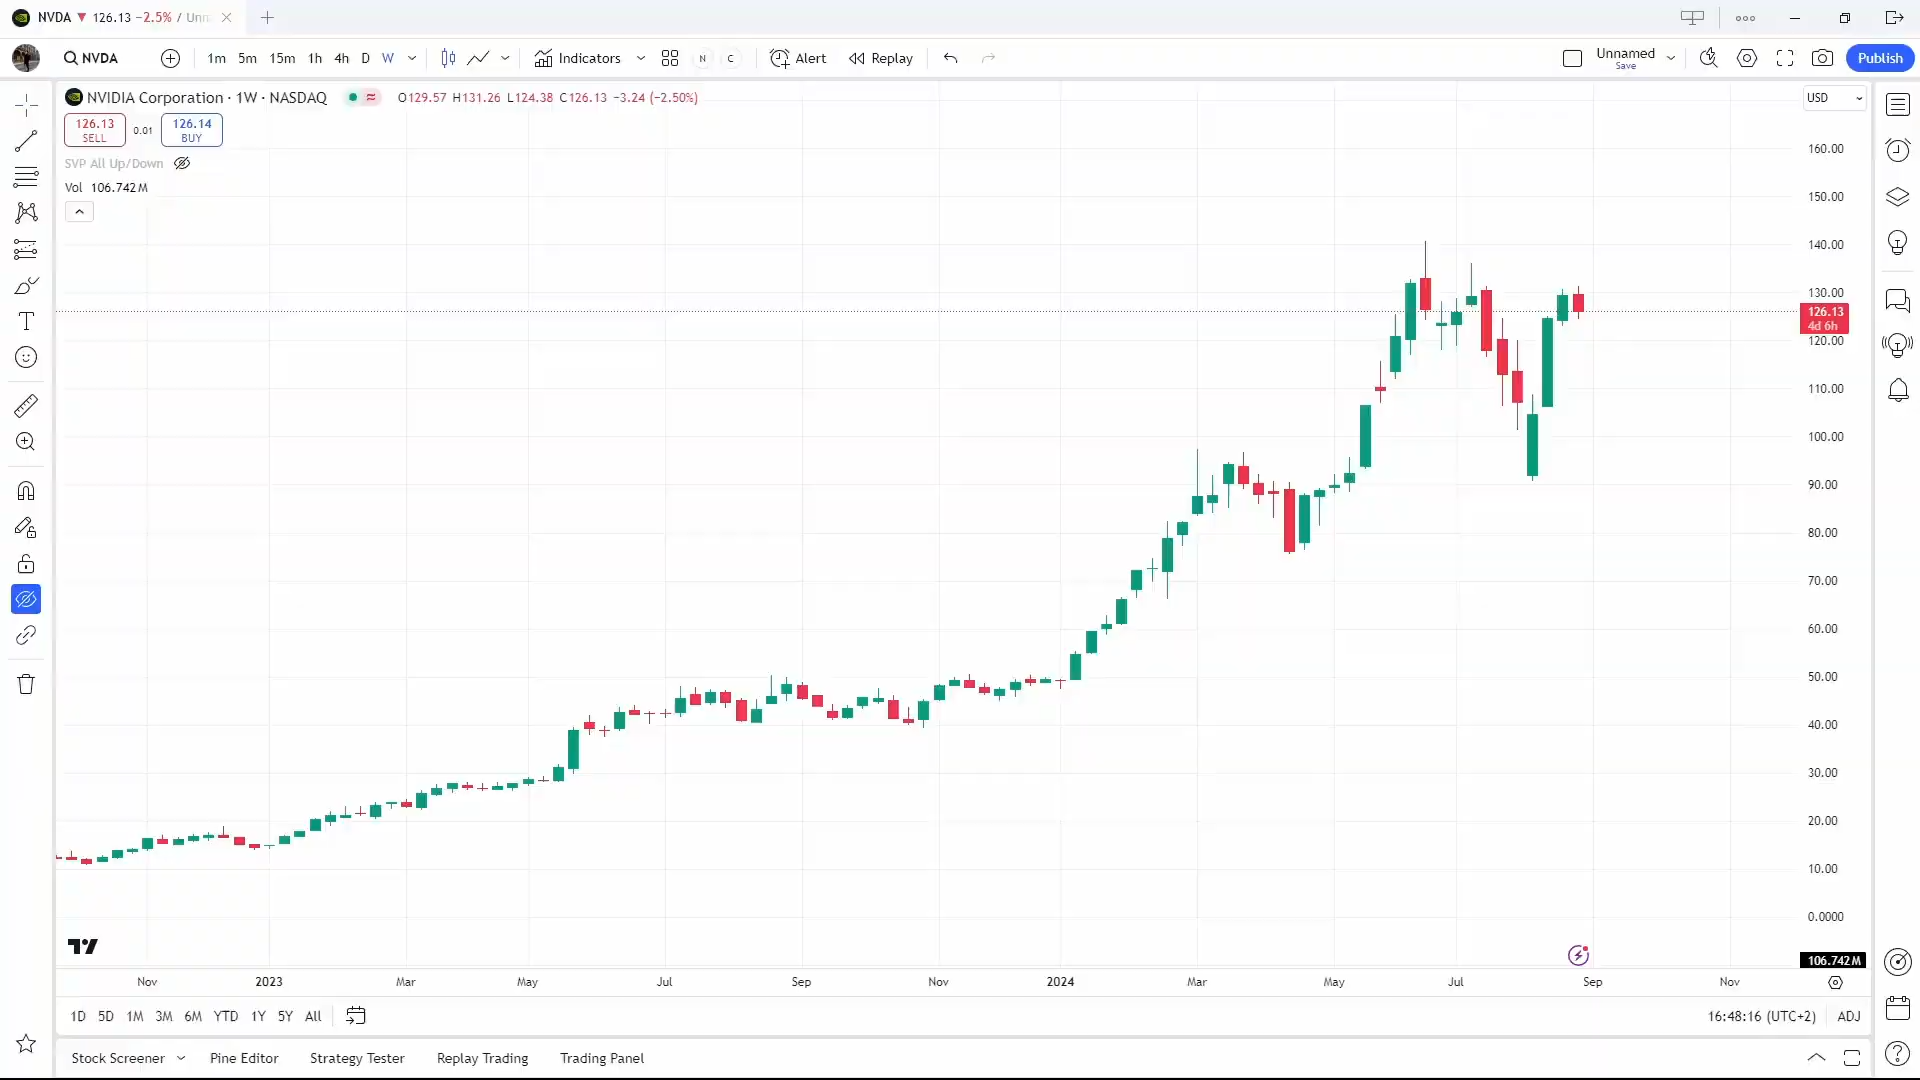 NVDA ▼ 126.13 −2.5% / Unn
NVDA 1m 5m 15m 1h 4h D W Indicators N C Alert Replay Unnamed Save Publish
NVIDIA Corporation · 1W · NASDAQ O129.57 H131.26 L124.38 C126.13 −3.24 (−2.50%) USD
126.13 SELL 0.01 126.14 BUY
SVP All Up/Down
Vol 106.742 M
160.00
150.00
140.00
130.00
126.13
4d 6h
120.00
110.00
100.00
90.00
80.00
70.00
60.00
50.00
40.00
30.00
20.00
10.00
0.0000
106.742 M
Nov 2023 Mar May Jul Sep Nov 2024 Mar May Jul Sep Nov
1D 5D 1M 3M 6M YTD 1Y 5Y All 16:48:16 (UTC+2) ADJ
Stock Screener Pine Editor Strategy Tester Replay Trading Trading Panel